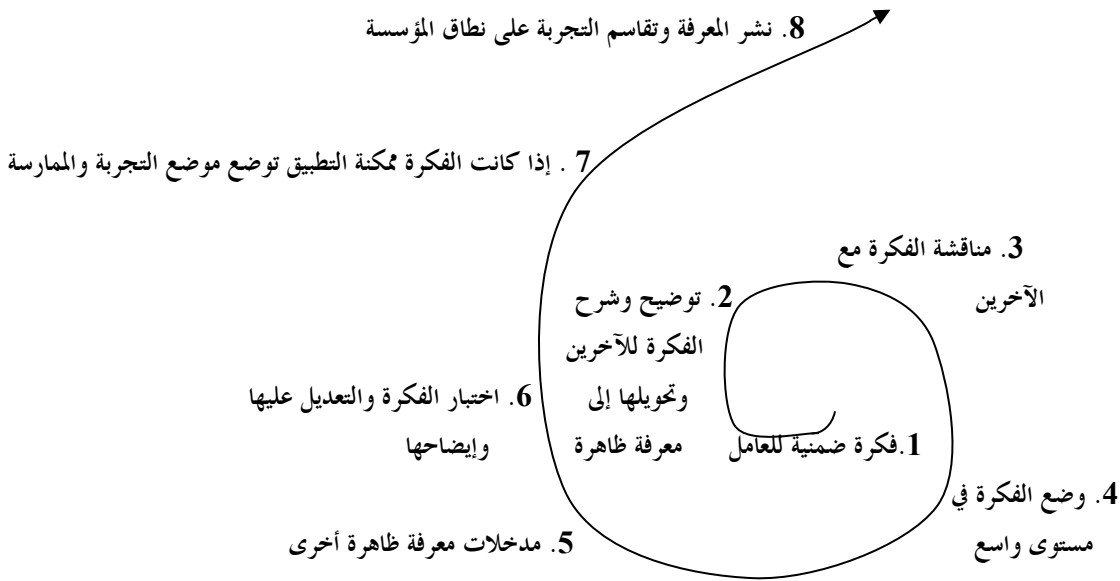 8. نشر المعرفة وتقاسم التجربة على نطاق المؤسسة
7 . إذا كانت الفكرة ممكنة التطبيق توضع موضع التجربة والممارسة
3. مناقشة الفكرة مع
الآخرين
2. توضيح وشرح
الفكرة للآخرين
وتحويلها إلى
معرفة ظاهرة
6. اختبار الفكرة والتعديل عليها
وإيضاحها
1.فكرة ضمنية للعامل
4. وضع الفكرة في
مستوى واسع
5. مدخلات معرفة ظاهرة أخرى